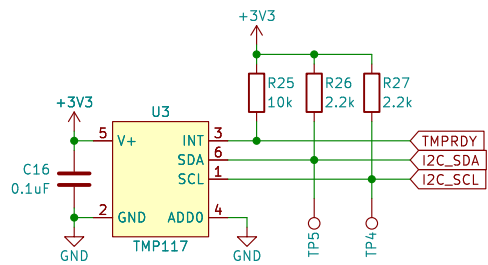 +3V3
R25
10k
R26
2.2k
R27
2.2k
+3V3
C16
0.1uF
U3
5
V+
INT
3
SDA
6
SCL
1
2
GND
ADD0
4
TMP117
TMPRDY
I2C_SDA
I2C_SCL
GND
GND
TP5
TP4